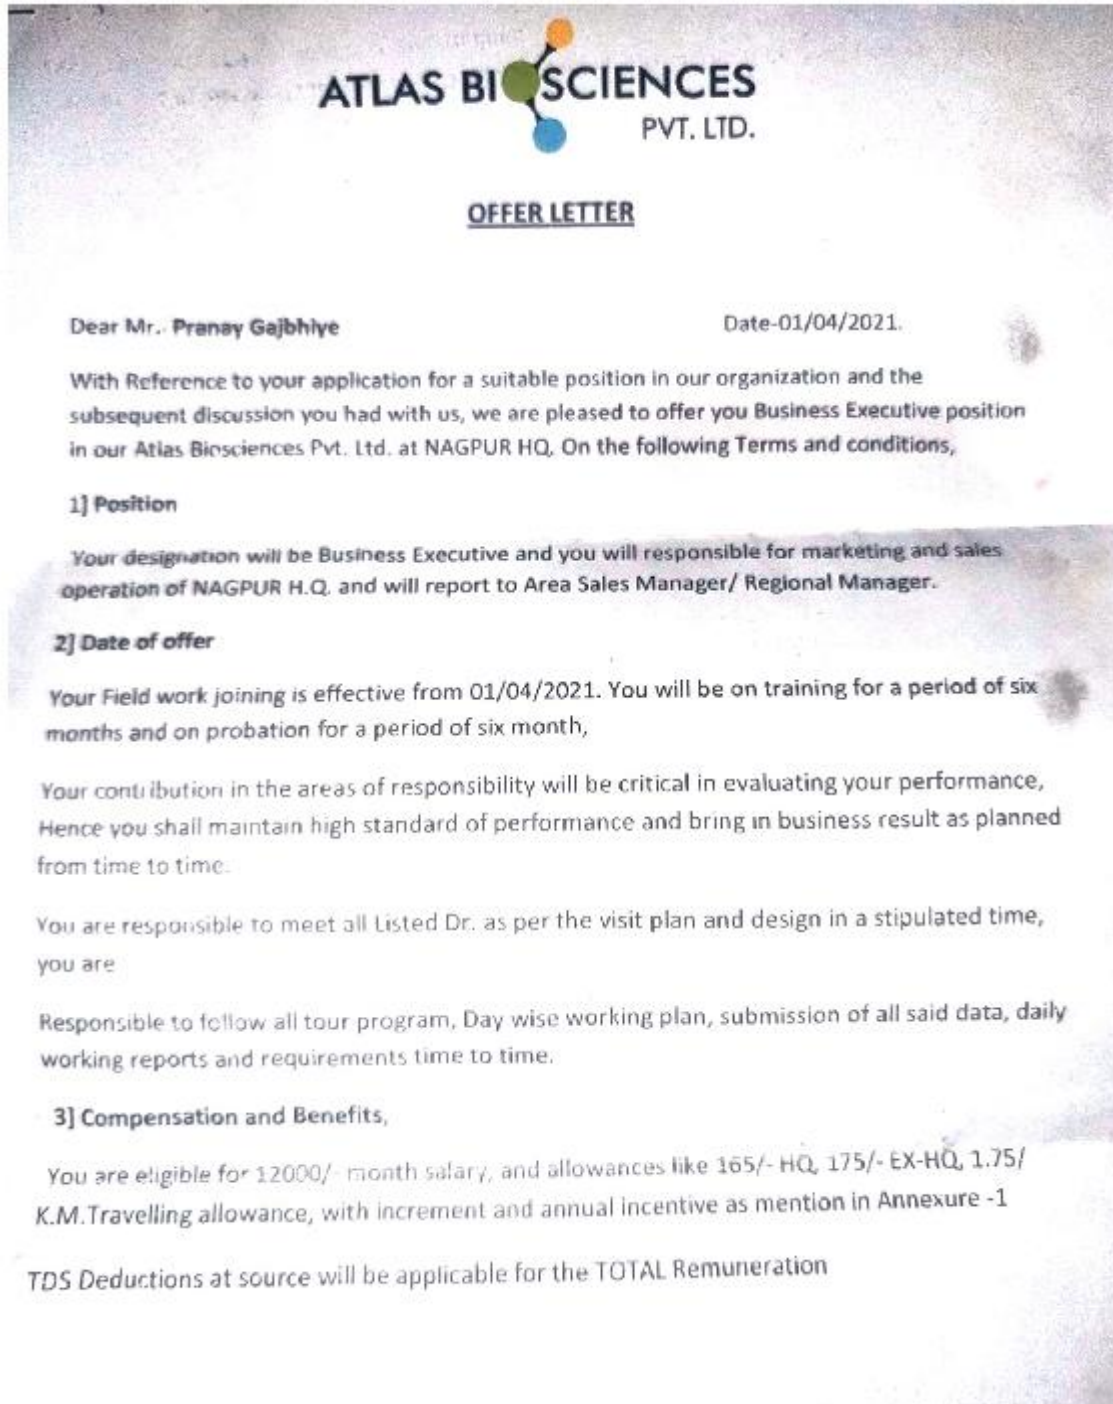 ATLAS BIOSCIENCES
PVT. LTD.
OFFER LETTER
Dear Mr. Pranay Gajbhiye Date-01/04/2021.
With Reference to your application for a suitable position in our organization and the
subsequent discussion you had with us, we are pleased to offer you Business Executive position
in our Atlas Biosciences Pvt. Ltd. at NAGPUR HQ. On the following Terms and conditions,
1] Position
Your designation will be Business Executive and you will responsible for marketing and sales
operation of NAGPUR H.Q. and will report to Area Sales Manager/ Regional Manager.
2] Date of offer
Your Field work joining is effective from 01/04/2021. You will be on training for a period of six
months and on probation for a period of six month,
Your contribution in the areas of responsibility will be critical in evaluating your performance,
Hence you shall maintain high standard of performance and bring in business result as planned
from time to time.
You are responsible to meet all Listed Dr. as per the visit plan and design in a stipulated time,
you are
Responsible to follow all tour program, Day wise working plan, submission of all said data, daily
working reports and requirements time to time.
3] Compensation and Benefits,
You are eligible for 12000/- month salary, and allowances like 165/- HQ, 175/- EX-HQ, 1.75/
K.M.Travelling allowance, with increment and annual incentive as mention in Annexure -1
TDS Deductions at source will be applicable for the TOTAL Remuneration